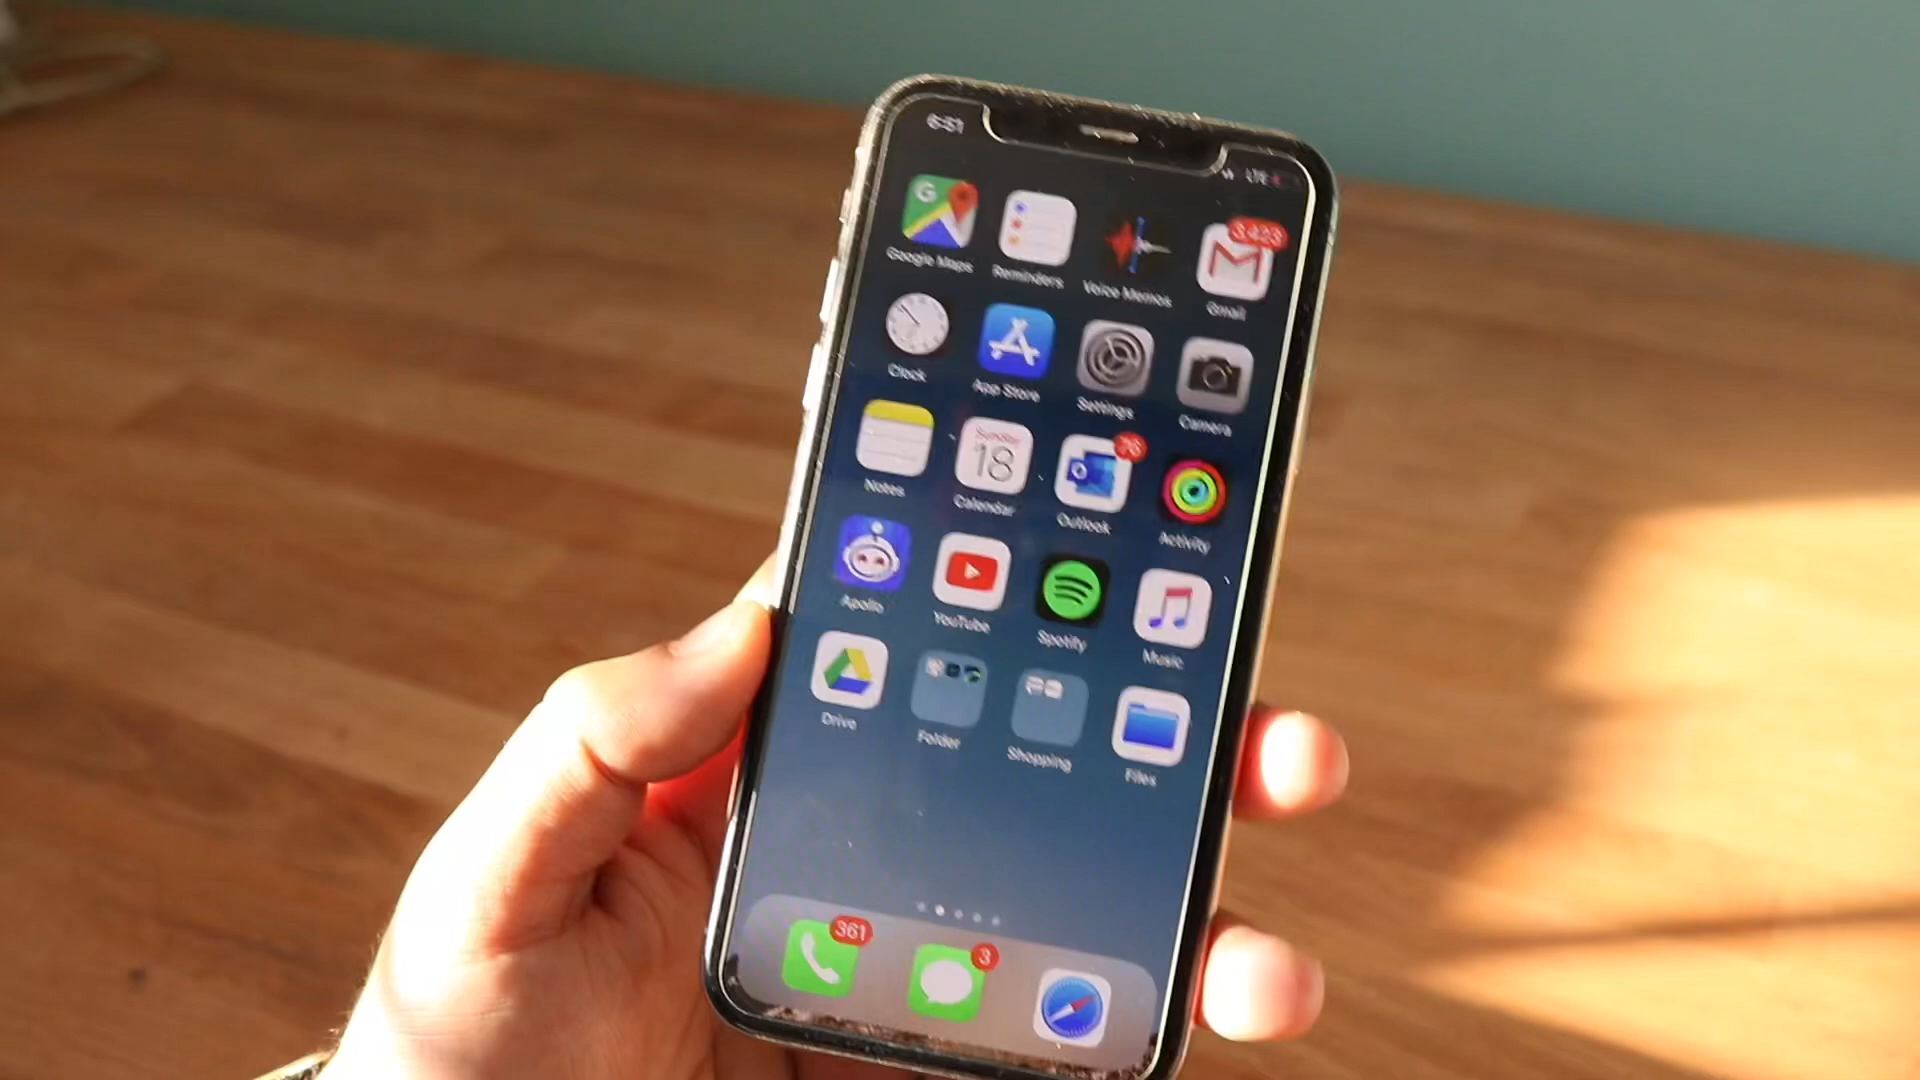 6:51
LTE
3,423
Google Maps Reminders Voice Memos Gmail
Clock App Store Settings Camera
Sunday
18
76
Notes Calendar Outlook Activity
Apollo YouTube Spotify Music
Drive Folder Shopping Files
361
3